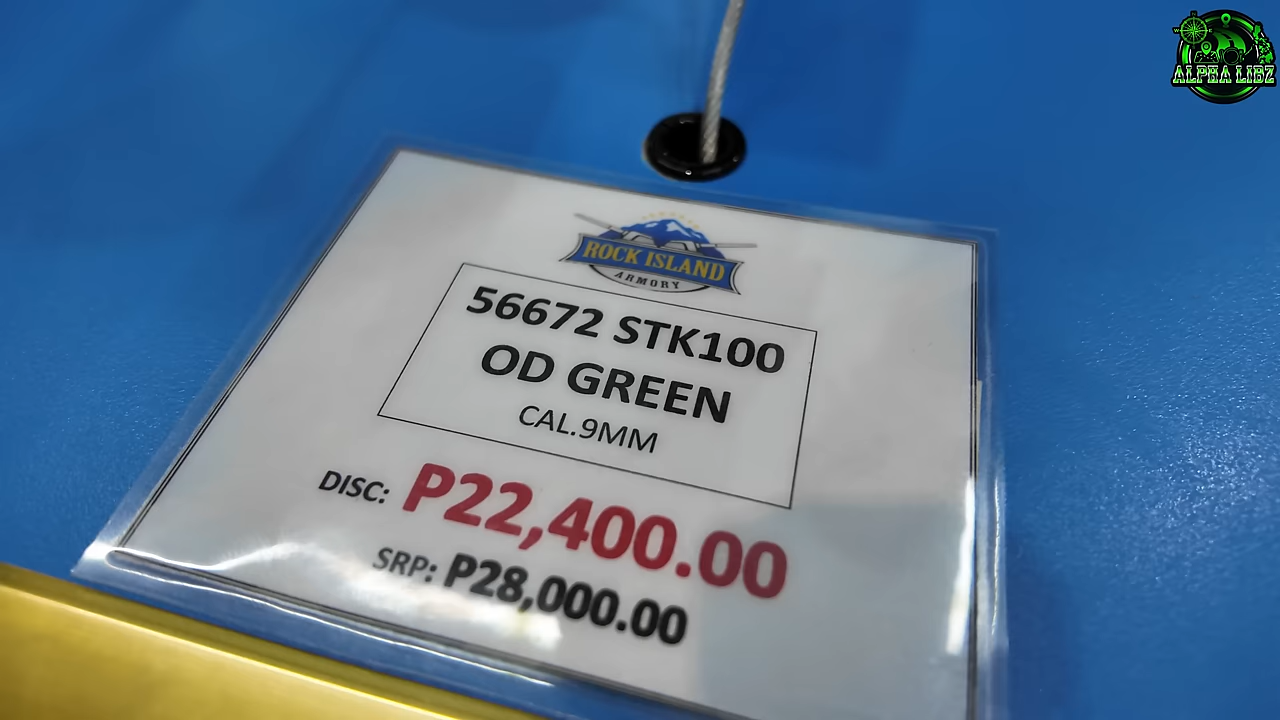 ALPHA LIBZ
ROCK ISLAND
ARMORY
56672 STK100
OD GREEN
CAL.9MM
DISC: P22,400.00
SRP: P28,000.00